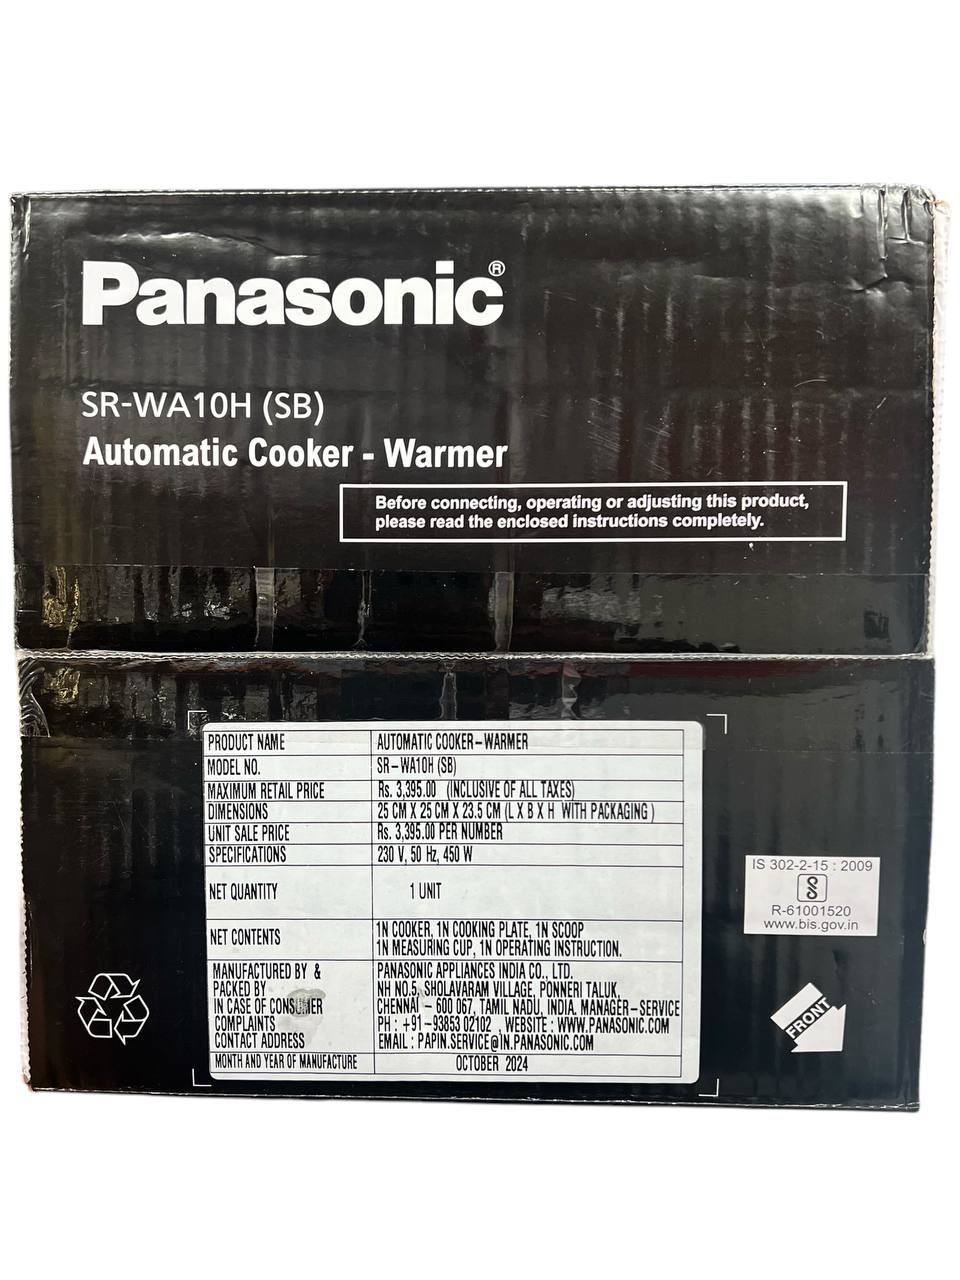 Panasonic®
SR-WA10H (SB)
Automatic Cooker - Warmer
Before connecting, operating or adjusting this product,
please read the enclosed instructions completely.
PRODUCT NAME AUTOMATIC COOKER-WARMER
MODEL NO. SR-WA10H (SB)
MAXIMUM RETAIL PRICE Rs. 3,395.00 (INCLUSIVE OF ALL TAXES)
DIMENSIONS 25 CM X 25 CM X 23.5 CM (L X B X H WITH PACKAGING )
UNIT SALE PRICE Rs. 3,395.00 PER NUMBER
SPECIFICATIONS 230 V, 50 Hz, 450 W
NET QUANTITY 1 UNIT
NET CONTENTS 1N COOKER, 1N COOKING PLATE, 1N SCOOP
1N MEASURING CUP, 1N OPERATING INSTRUCTION.
MANUFACTURED BY & PANASONIC APPLIANCES INDIA CO., LTD.
PACKED BY NH NO.5, SHOLAVARAM VILLAGE, PONNERI TALUK,
IN CASE OF CONSUMER CHENNAI - 600 067, TAMIL NADU, INDIA. MANAGER-SERVICE
COMPLAINTS PH : +91-93853 02102 , WEBSITE : WWW.PANASONIC.COM
CONTACT ADDRESS EMAIL : PAPIN.SERVICE@IN.PANASONIC.COM
MONTH AND YEAR OF MANUFACTURE OCTOBER 2024
IS 302-2-15 : 2009
R-61001520
www.bis.gov.in
FRONT